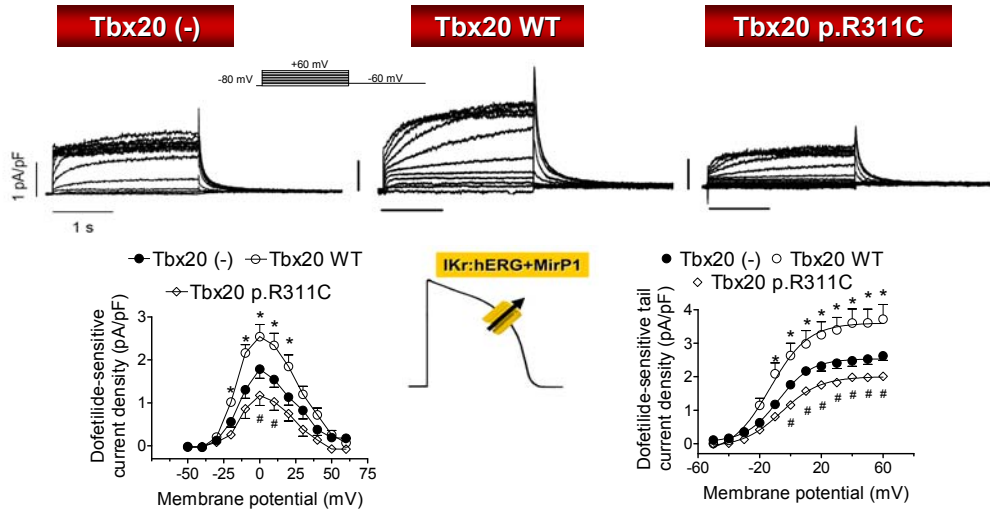 Tbx20 (-)
Tbx20 WT
Tbx20 p.R311C
+60 mV
-80 mV
-60 mV
1 pA/pF
1 s
Tbx20 (-) Tbx20 WT
Tbx20 p.R311C
Dofetilide-sensitive
current density (pA/pF)
3
2
1
0
* * * * *
# #
-75 -50 -25 0 25 50 75
Membrane potential (mV)
IKr:hERG+MirP1
Tbx20 (-) Tbx20 WT
Tbx20 p.R311C
Dofetilide-sensitive tail
current density (pA/pF)
4
3
2
1
0
* * * * * * * *
# # # # # # #
-60 -20 20 60
Membrane potential (mV)